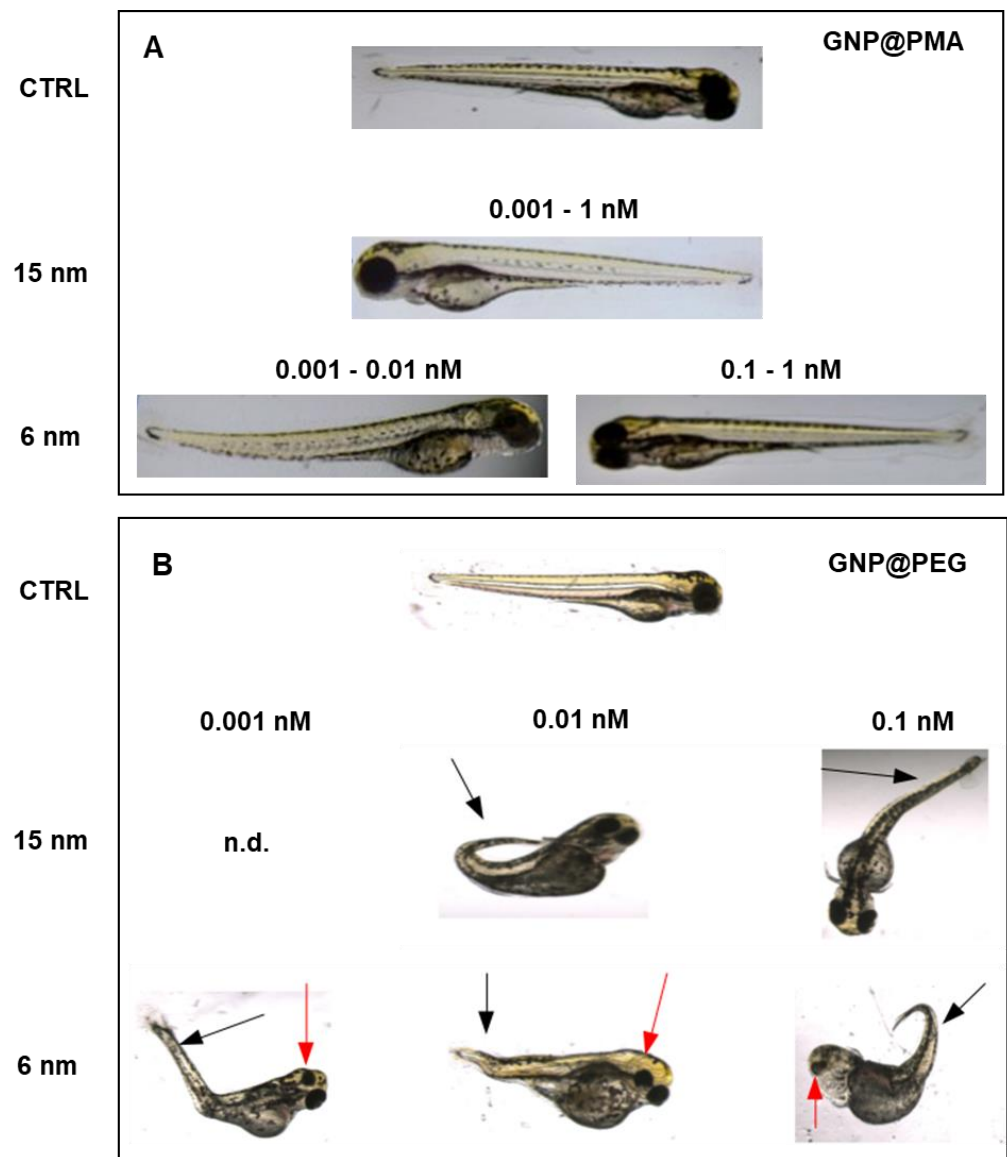 A
GNP@PMA
CTRL
0.001 - 1 nM
15 nm
0.001 - 0.01 nM
0.1 - 1 nM
6 nm
B
GNP@PEG
CTRL
0.001 nM
0.01 nM
0.1 nM
15 nm
n.d.
6 nm